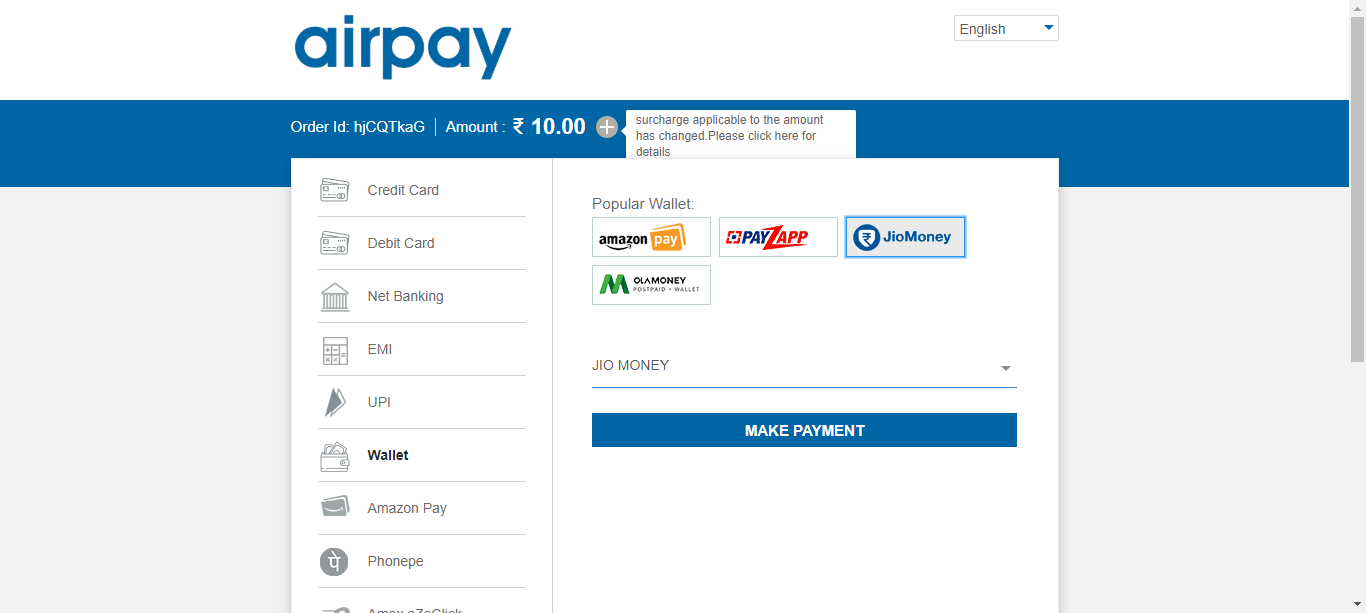 airpay
English
Order Id: hjCQTkaG
Amount : ₹ 10.00
surcharge applicable to the amount
has changed.Please click here for
details
Credit Card
Debit Card
Net Banking
EMI
UPI
Wallet
Amazon Pay
Phonepe
Amex eZeClick
Popular Wallet:
amazon pay
PAYZAPP
JioMoney
OLAMONEY
POSTPAID + WALLET
JIO MONEY
MAKE PAYMENT